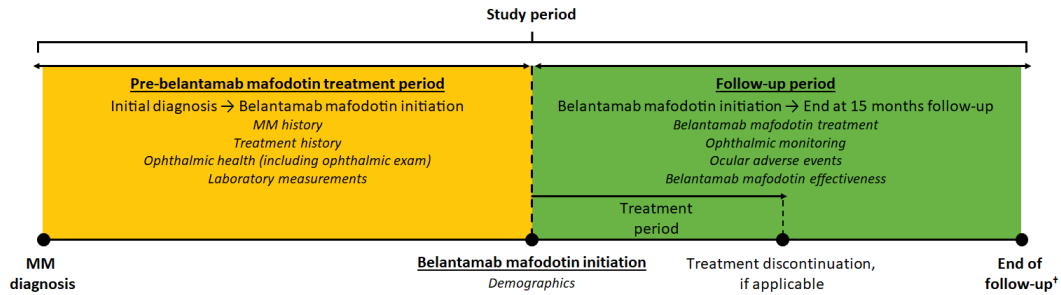 Study period
Pre-belantamab mafodotin treatment period
Initial diagnosis → Belantamab mafodotin initiation
MM history
Treatment history
Ophthalmic health (including ophthalmic exam)
Laboratory measurements
Follow-up period
Belantamab mafodotin initiation → End at 15 months follow-up
Belantamab mafodotin treatment
Ophthalmic monitoring
Ocular adverse events
Belantamab mafodotin effectiveness
Treatment
period
MM
diagnosis
Belantamab mafodotin initiation
Demographics
Treatment discontinuation,
if applicable
End of
follow-up†